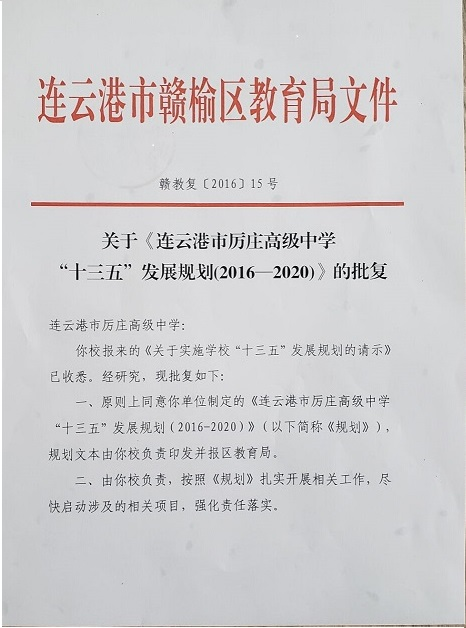 连云港市赣榆区教育局文件
赣教复〔2016〕15号
关于《连云港市厉庄高级中学
“十三五”发展规划(2016—2020)》的批复
连云港市厉庄高级中学:
你校报来的《关于实施学校“十三五”发展规划的请示》
已收悉。经研究，现批复如下:
一、原则上同意你单位制定的《连云港市厉庄高级中学
“十三五”发展规划(2016-2020)》(以下简称《规划》),
规划文本由你校负责印发并报区教育局。
二、由你校负责，按照《规划》扎实开展相关工作，尽
快启动涉及的相关项目，强化责任落实。